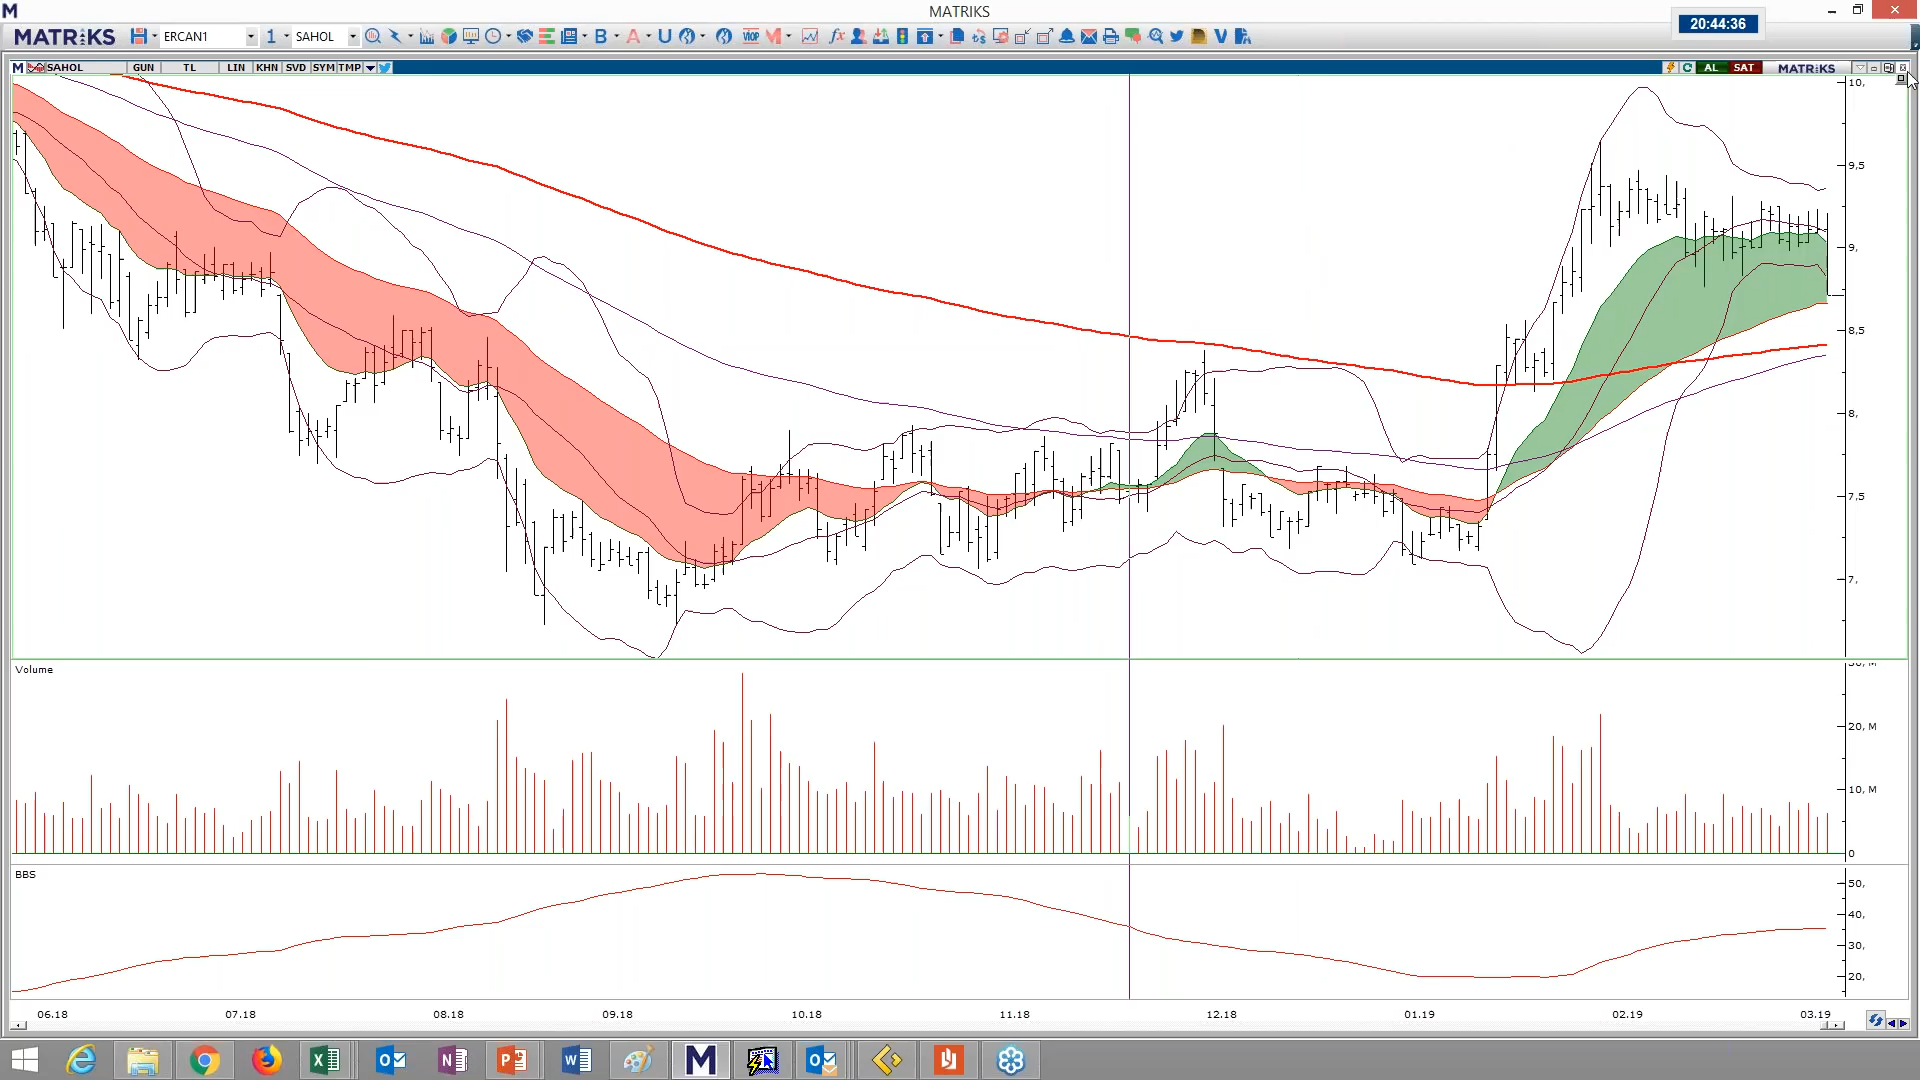 MATRIKS
20:44:36
MATRIKS ERCAN1 1 SAHOL B A U VIOP M fx V
M SAHOL GUN TL LIN KHN SVD SYM TMP AL SAT MATRIKS
10,
9,5
9,
8,5
8,
7,5
7,
Volume
30, M
20, M
10, M
0
BBS
50,
40,
30,
20,
06.18 07.18 08.18 09.18 10.18 11.18 12.18 01.19 02.19 03.19